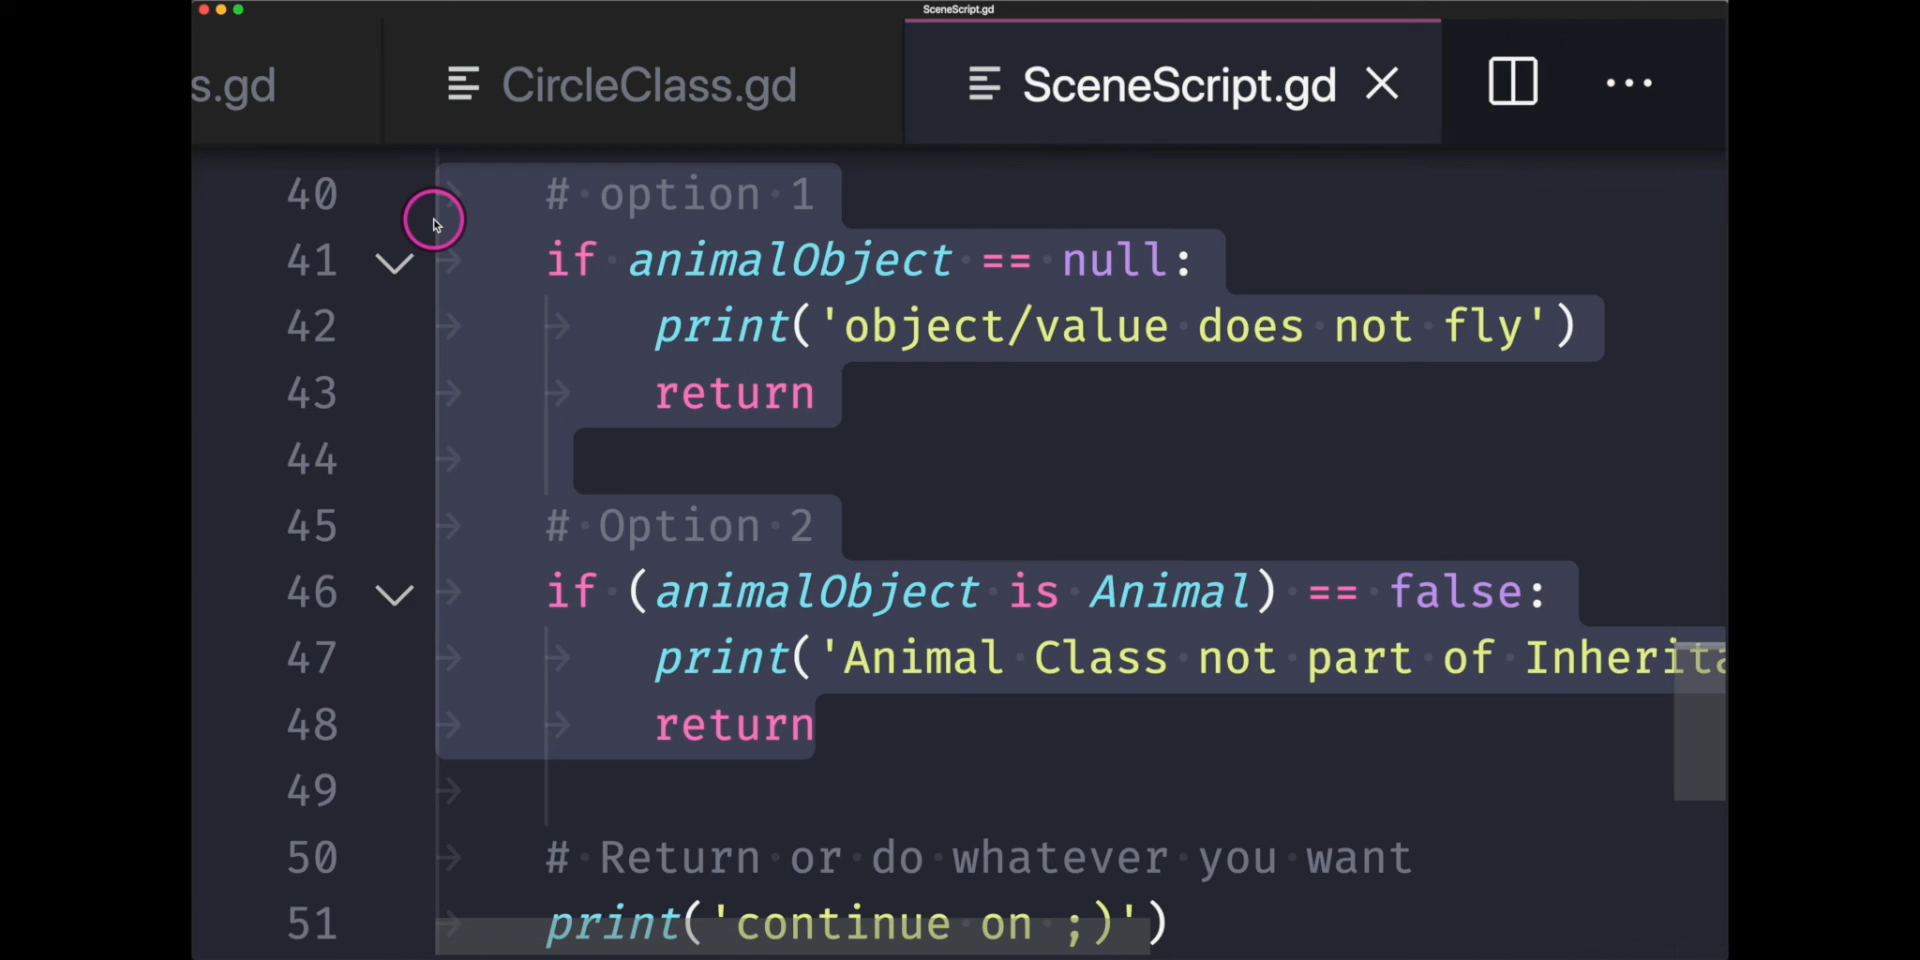 SceneScript.gd
s.gd
CircleClass.gd
SceneScript.gd
40 # option 1
41 if animalObject == null:
42 print('object/value does not fly')
43 return
44
45 # Option 2
46 if (animalObject is Animal) == false:
47 print('Animal Class not part of Inherita
48 return
49
50 # Return or do whatever you want
51 print('continue on ;)')